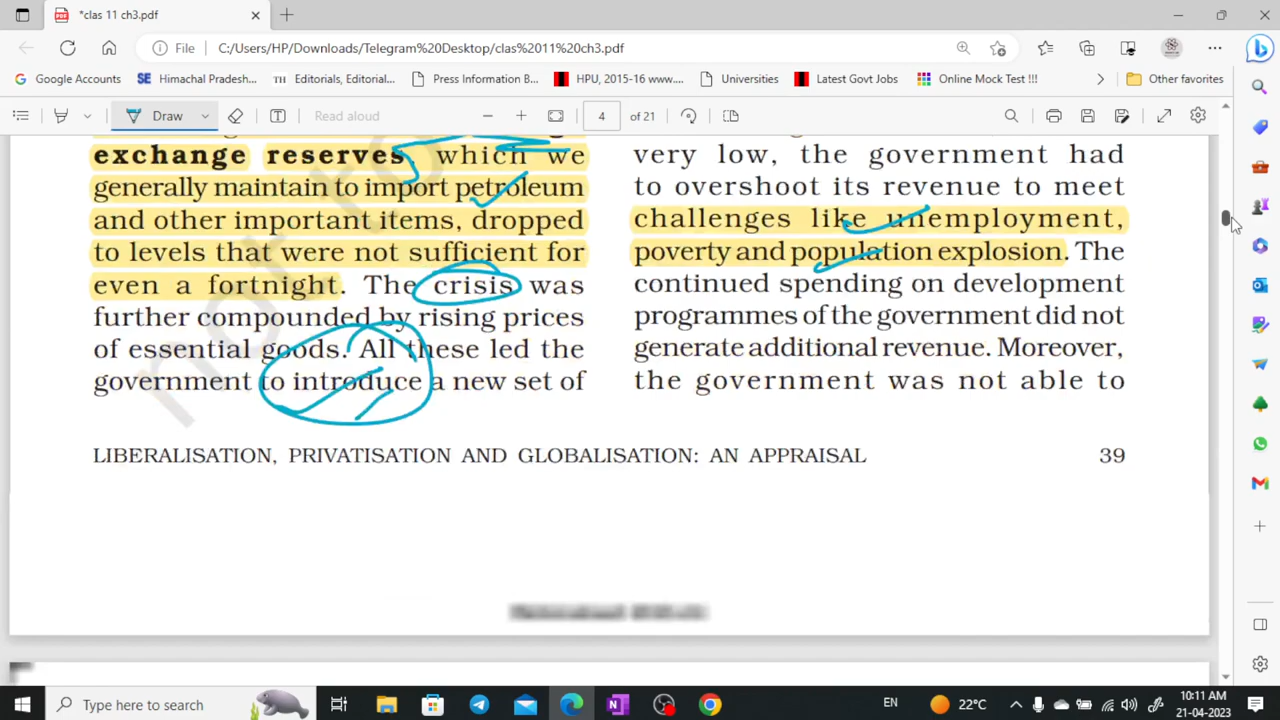 *clas 11 ch3.pdf
File C:/Users/HP/Downloads/Telegram%20Desktop/clas%2011%20ch3.pdf
Google Accounts SE Himachal Pradesh... TH Editorials, Editorial... Press Information B... HPU, 2015-16 www.... Universities Latest Govt Jobs Online Mock Test !!! Other favorites
Draw Read aloud 4 of 21
exchange reserves, which we
generally maintain to import petroleum
and other important items, dropped
to levels that were not sufficient for
even a fortnight. The crisis was
further compounded by rising prices
of essential goods. All these led the
government to introduce a new set of
very low, the government had
to overshoot its revenue to meet
challenges like unemployment,
poverty and population explosion. The
continued spending on development
programmes of the government did not
generate additional revenue. Moreover,
the government was not able to
LIBERALISATION, PRIVATISATION AND GLOBALISATION: AN APPRAISAL 39
Type here to search EN 22°C 10:11 AM
21-04-2023